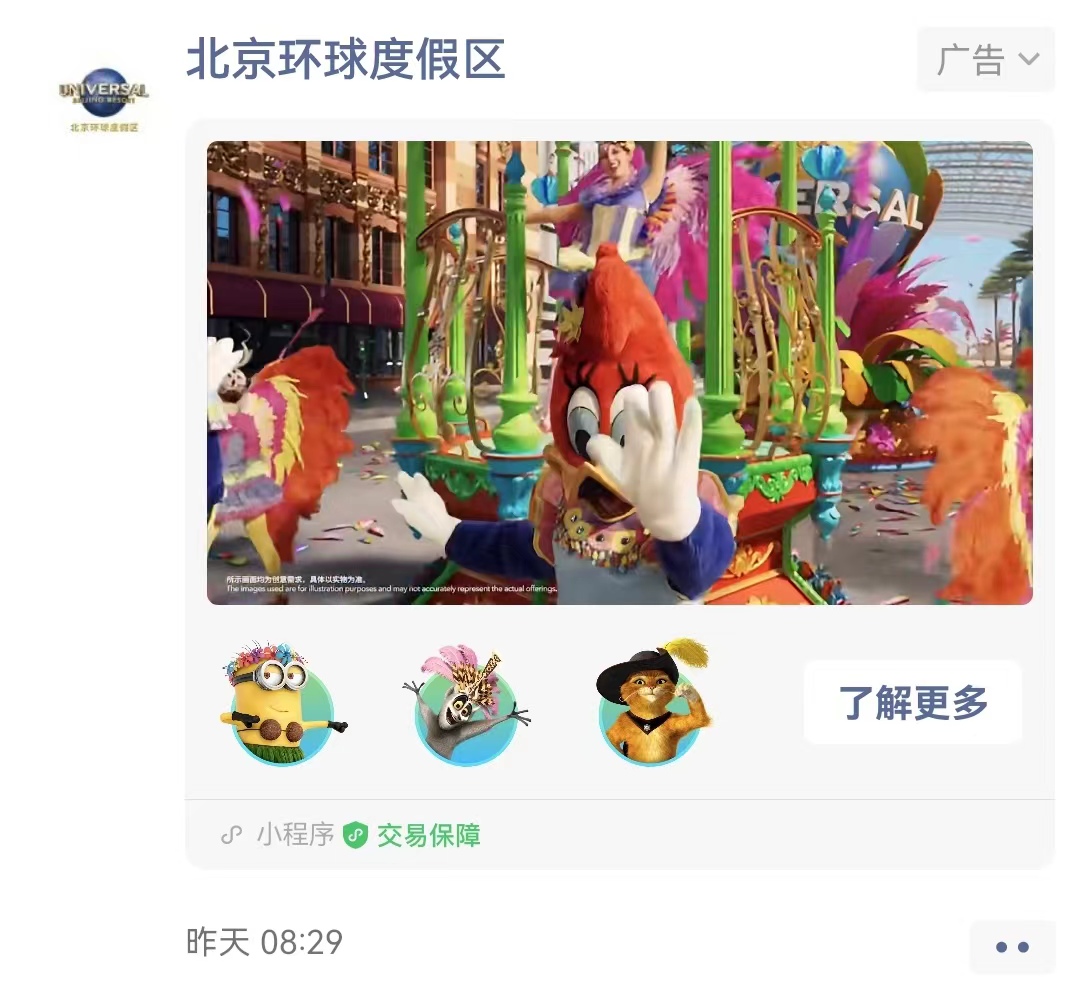 北京环球度假区
广告
UNIVERSAL
BEIJING RESORT
北京环球度假区
ERSAL
所示画面均为创意需求，具体以实物为准。
The images used are for illustration purposes and may not accurately represent the actual offerings.
了解更多
小程序 交易保障
昨天 08:29